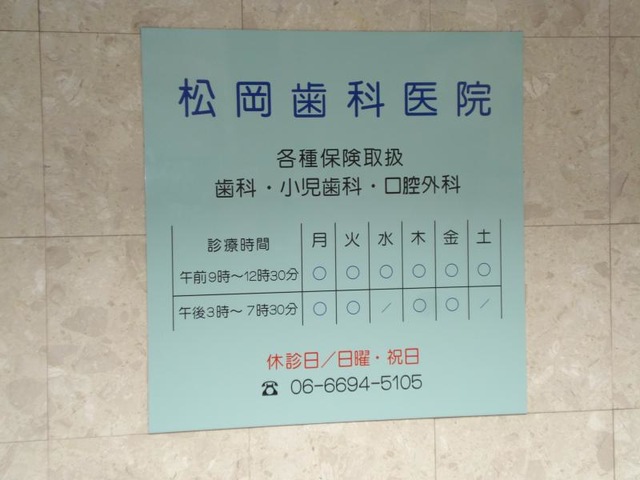 松岡歯科医院
各種保険取扱
歯科・小児歯科・口腔外科
診療時間 月 火 水 木 金 土
午前9時〜12時30分 ○ ○ ○ ○ ○ ○
午後3時〜7時30分 ○ ○ ／ ○ ○ ／
休診日／日曜・祝日
☎ 06-6694-5105